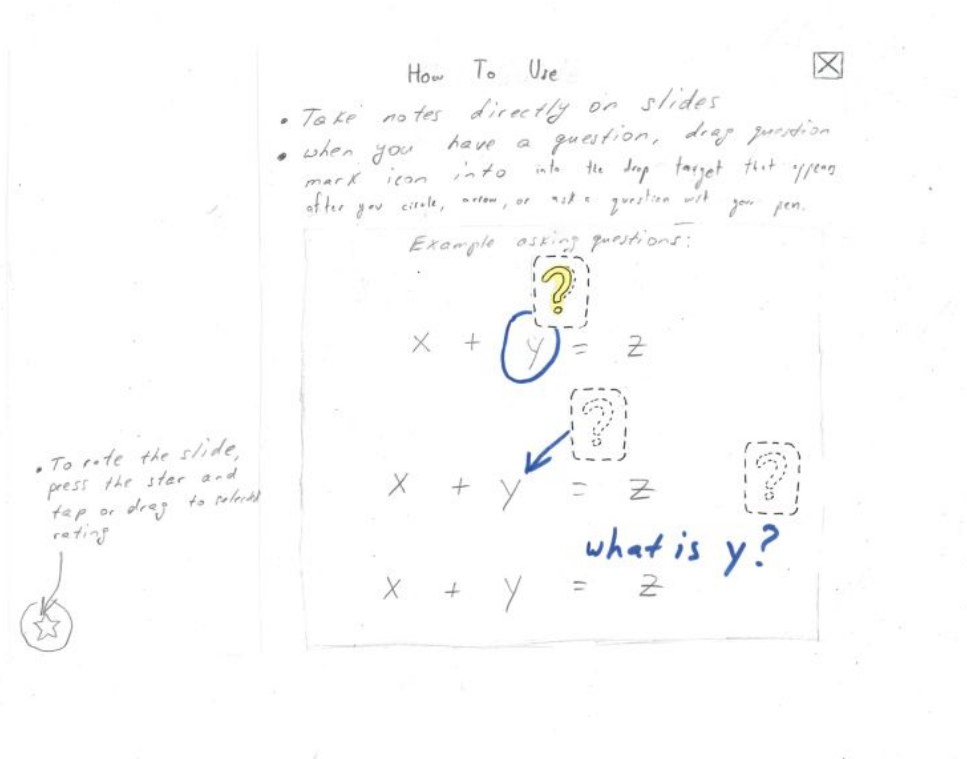 How To Use
• Take notes directly on slides
• when you have a question, drag question
mark icon into into the drop target that appears
after you circle, arrow, or ask a question with your pen.
Example asking questions:
?
x + y = z
?
x + y = z
?
what is y?
x + y = z
• To rate the slide,
press the star and
tap or drag to selected
rating